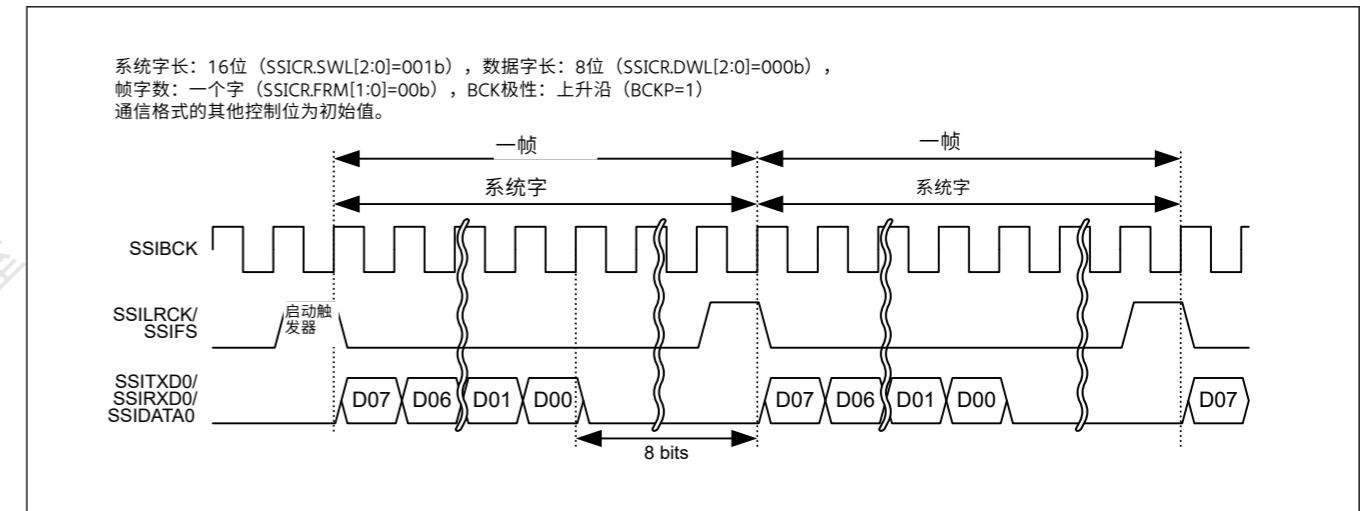 系统字长：16位（SSICR.SWL[2:0]=001b），数据字长：8位（SSICR.DWL[2:0]=000b），
帧字数：一个字（SSICR.FRM[1:0]=00b），BCK极性：上升沿（BCKP=1）
通信格式的其他控制位为初始值。
一帧 一帧
系统字 系统字
SSIBCK
SSILRCK/
SSIFS
启动触
发器
SSITXD0/
SSIRXD0/
SSIDATA0
D07 D06 D01 D00 D07 D06 D01 D00 D07
8 bits